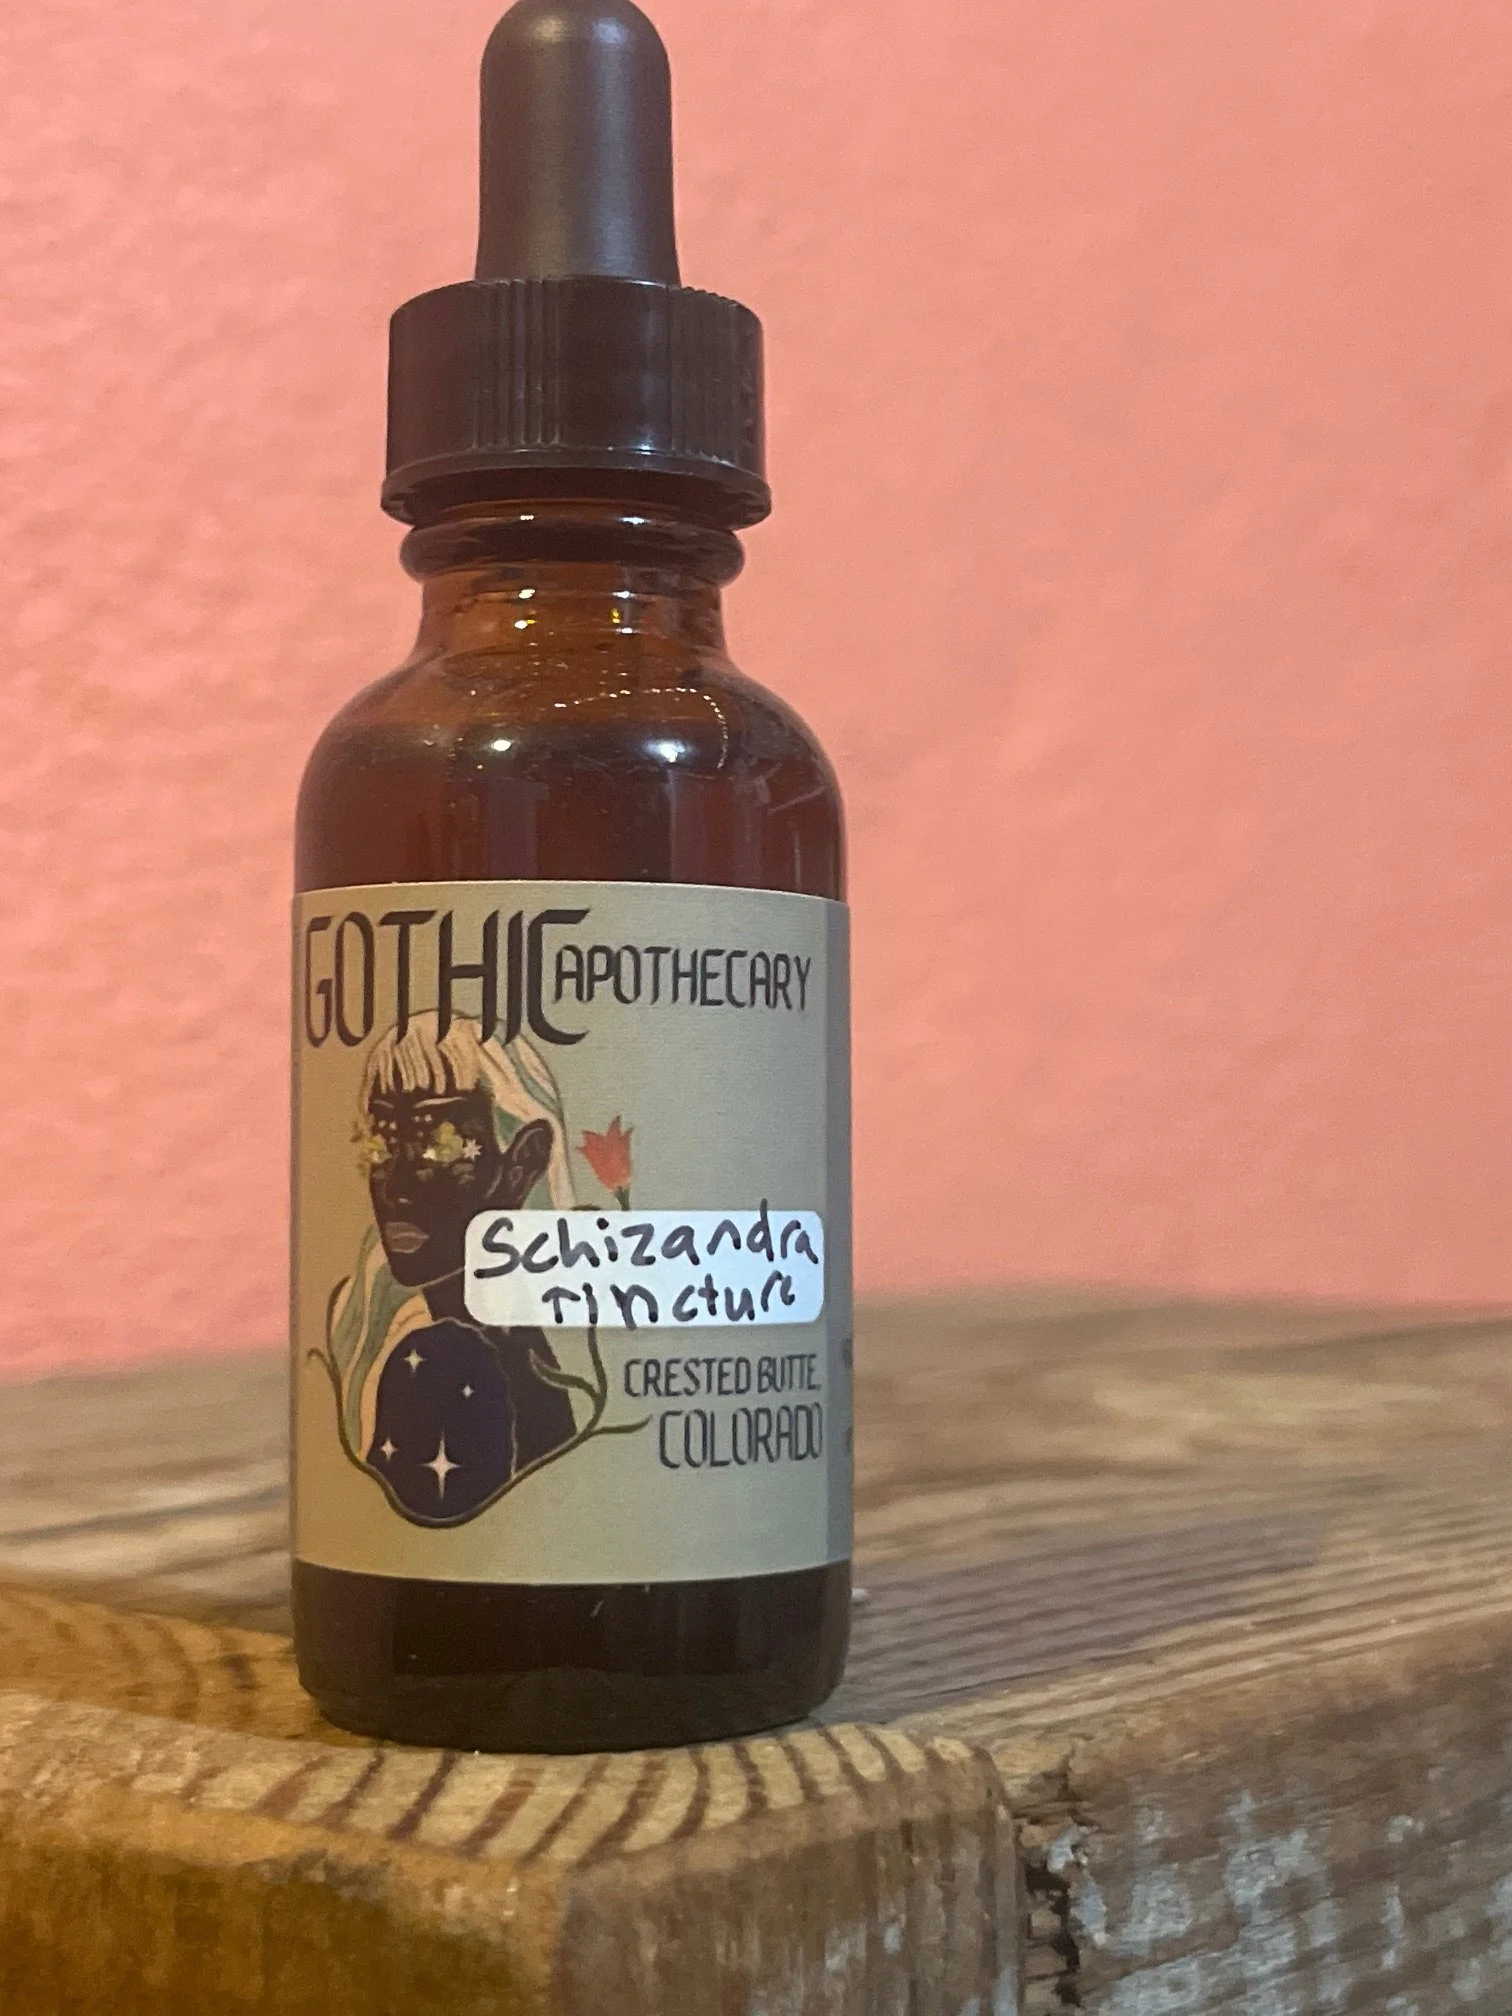 GOTHIC APOTHECARY
Schizandra
Tincture
CRESTED BUTTE,
COLORADO